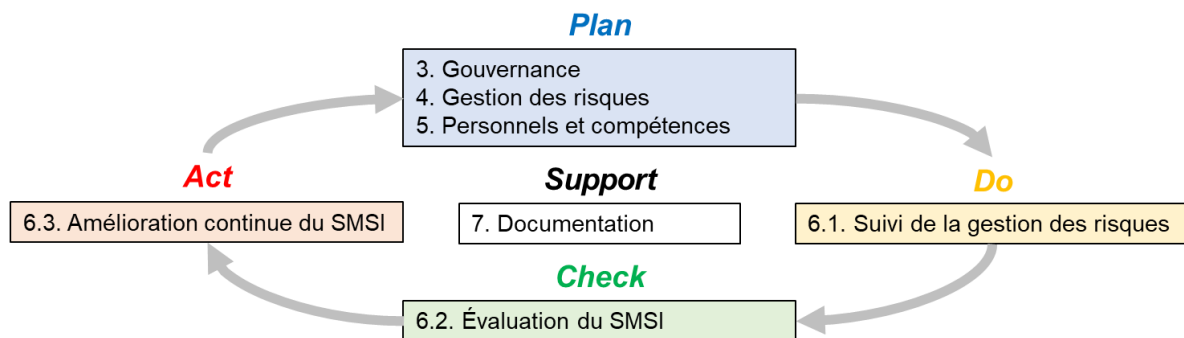 Plan
3. Gouvernance
4. Gestion des risques
5. Personnels et compétences
Act
Support
Do
6.3. Amélioration continue du SMSI
7. Documentation
6.1. Suivi de la gestion des risques
Check
6.2. Évaluation du SMSI